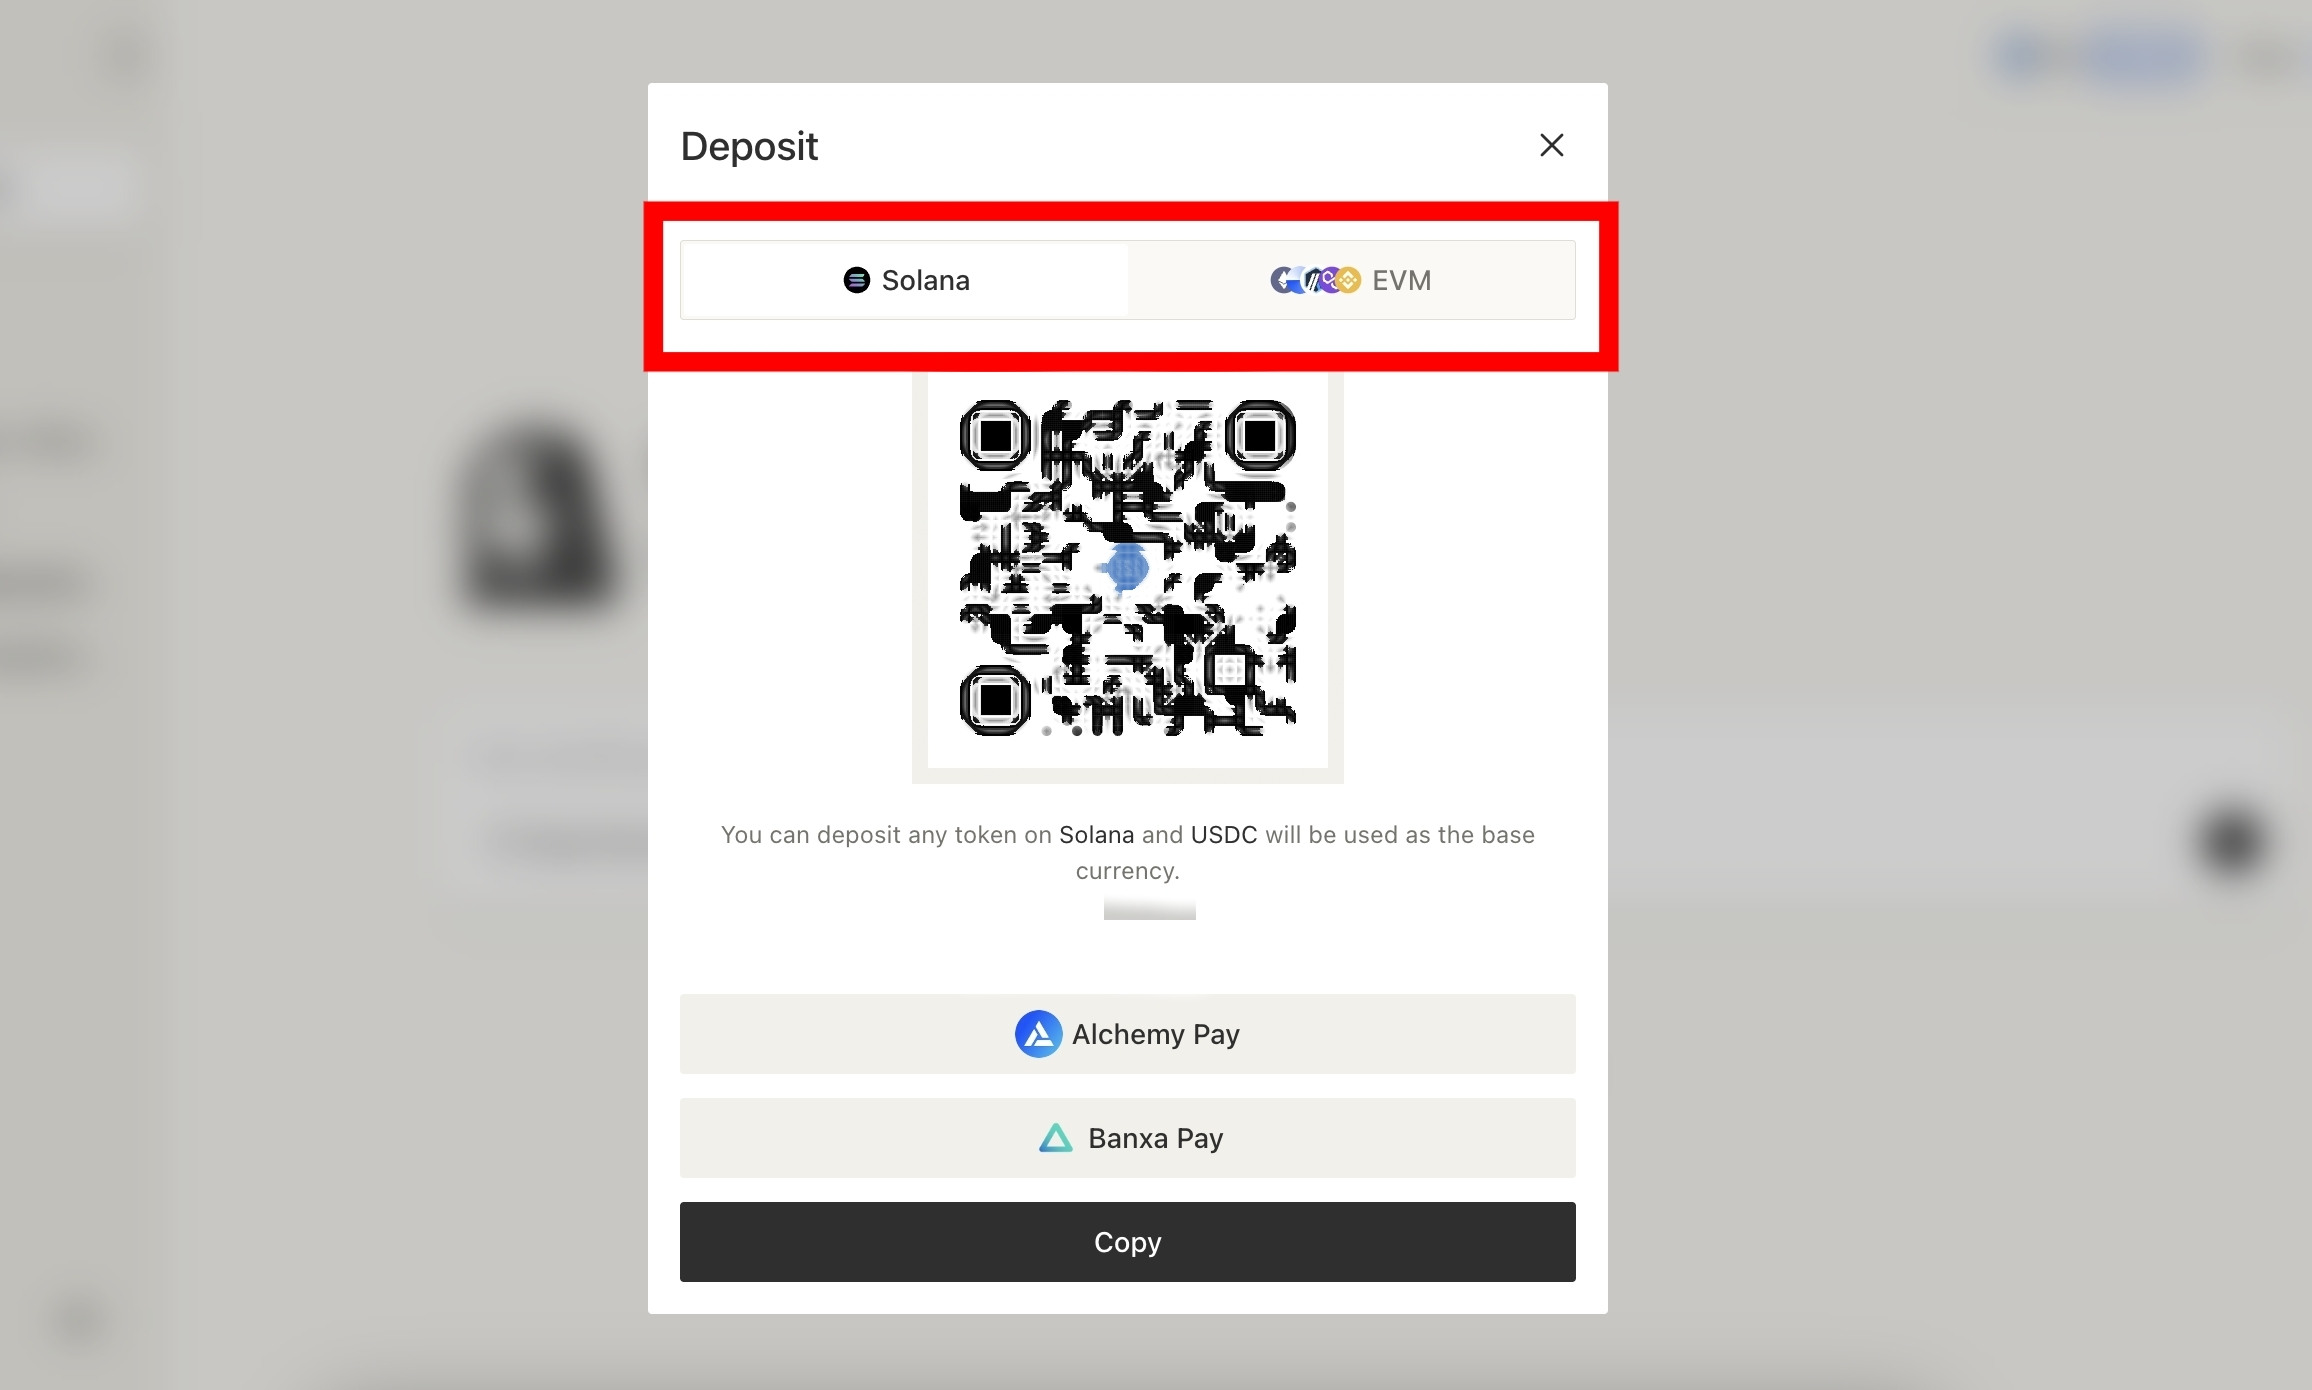 Deposit
Solana
EVM
You can deposit any token on Solana and USDC will be used as the base
currency.
Alchemy Pay
Banxa Pay
Copy